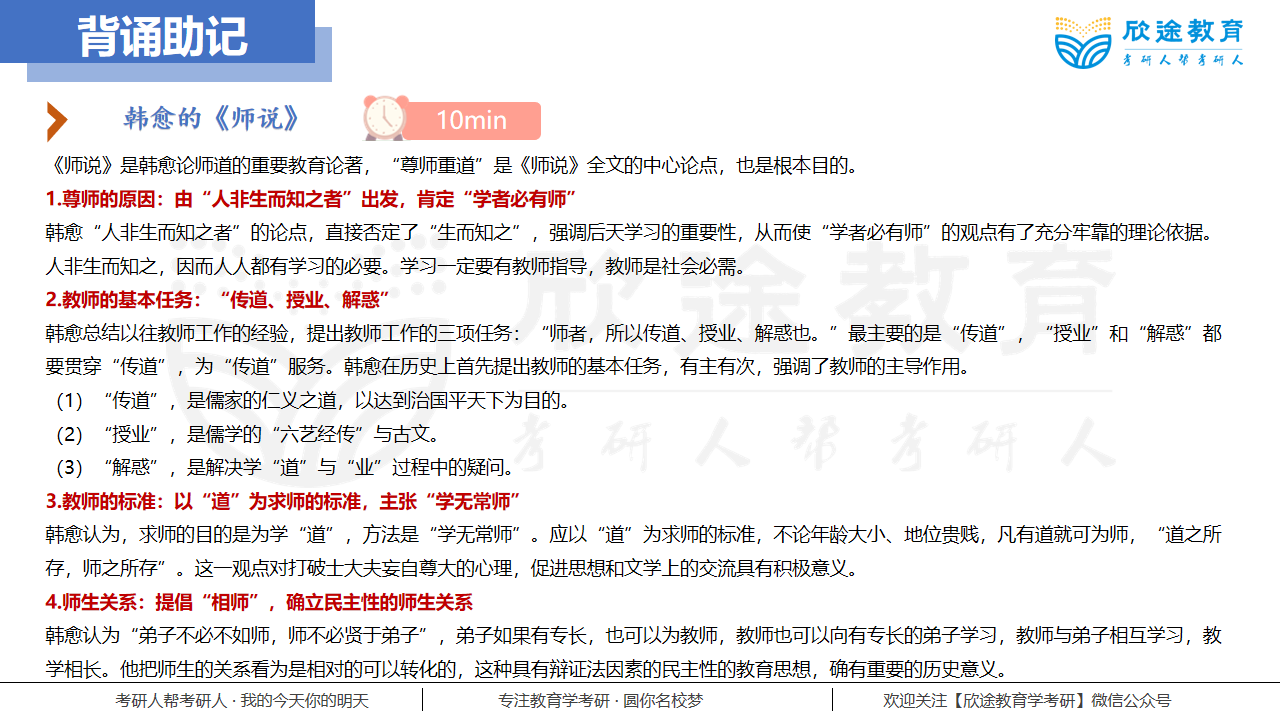 背诵助记
欣途教育
考研人帮考研人
韩愈的《师说》
10min
《师说》是韩愈论师道的重要教育论著，“尊师重道”是《师说》全文的中心论点，也是根本目的。
1.尊师的原因：由“人非生而知之者”出发，肯定“学者必有师”
韩愈“人非生而知之者”的论点，直接否定了“生而知之”，强调后天学习的重要性，从而使“学者必有师”的观点有了充分牢靠的理论依据。
人非生而知之，因而人人都有学习的必要。学习一定要有教师指导，教师是社会必需。
2.教师的基本任务：“传道、授业、解惑”
韩愈总结以往教师工作的经验，提出教师工作的三项任务：“师者，所以传道、授业、解惑也。”最主要的是“传道”，“授业”和“解惑”都
要贯穿“传道”，为“传道”服务。韩愈在历史上首先提出教师的基本任务，有主有次，强调了教师的主导作用。
（1）“传道”，是儒家的仁义之道，以达到治国平天下为目的。
（2）“授业”，是儒学的“六艺经传”与古文。
（3）“解惑”，是解决学“道”与“业”过程中的疑问。
3.教师的标准：以“道”为求师的标准，主张“学无常师”
韩愈认为，求师的目的是为学“道”，方法是“学无常师”。应以“道”为求师的标准，不论年龄大小、地位贵贱，凡有道就可为师，“道之所
存，师之所存”。这一观点对打破士大夫妄自尊大的心理，促进思想和文学上的交流具有积极意义。
4.师生关系：提倡“相师”，确立民主性的师生关系
韩愈认为“弟子不必不如师，师不必贤于弟子”，弟子如果有专长，也可以为教师，教师也可以向有专长的弟子学习，教师与弟子相互学习，教
学相长。他把师生的关系看为是相对的可以转化的，这种具有辩证法因素的民主性的教育思想，确有重要的历史意义。
欣途教育
考研人帮考研人
考研人帮考研人 · 我的今天你的明天
专注教育学考研 · 圆你名校梦
欢迎关注【欣途教育学考研】微信公众号